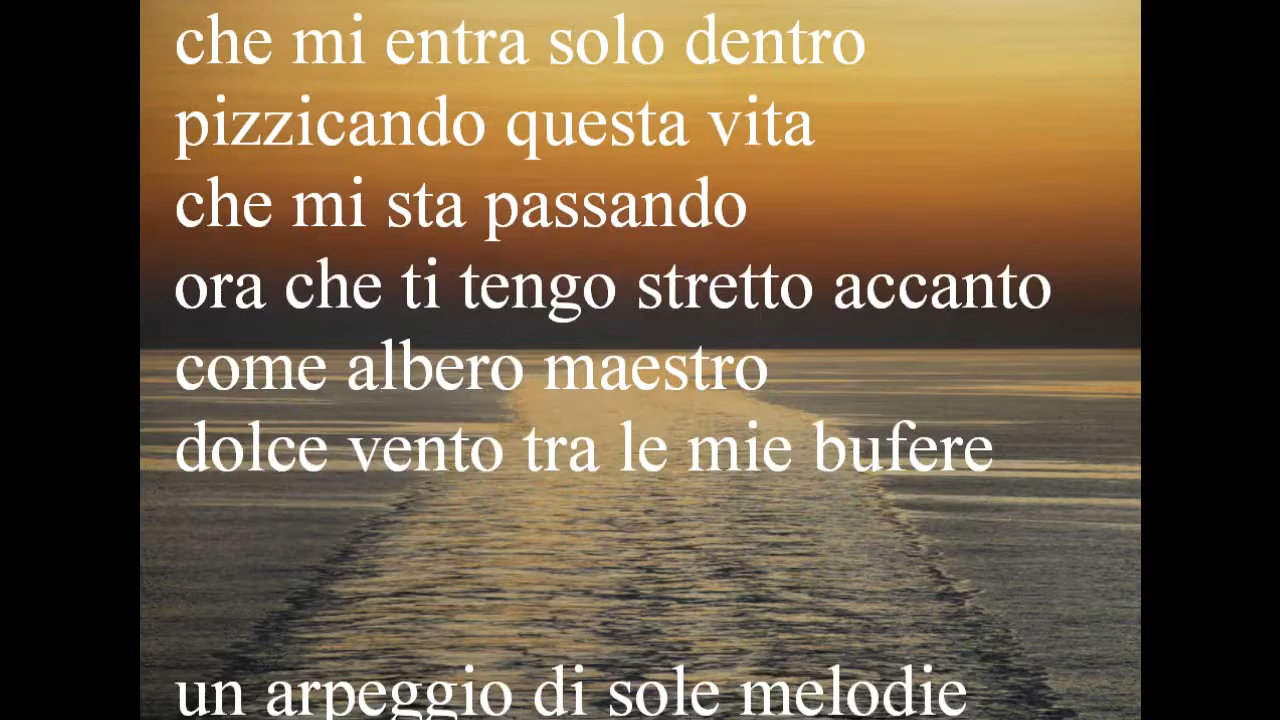 che mi entra solo dentro
pizzicando questa vita
che mi sta passando
ora che ti tengo stretto accanto
come albero maestro
dolce vento tra le mie bufere
un arpeggio di sole melodie